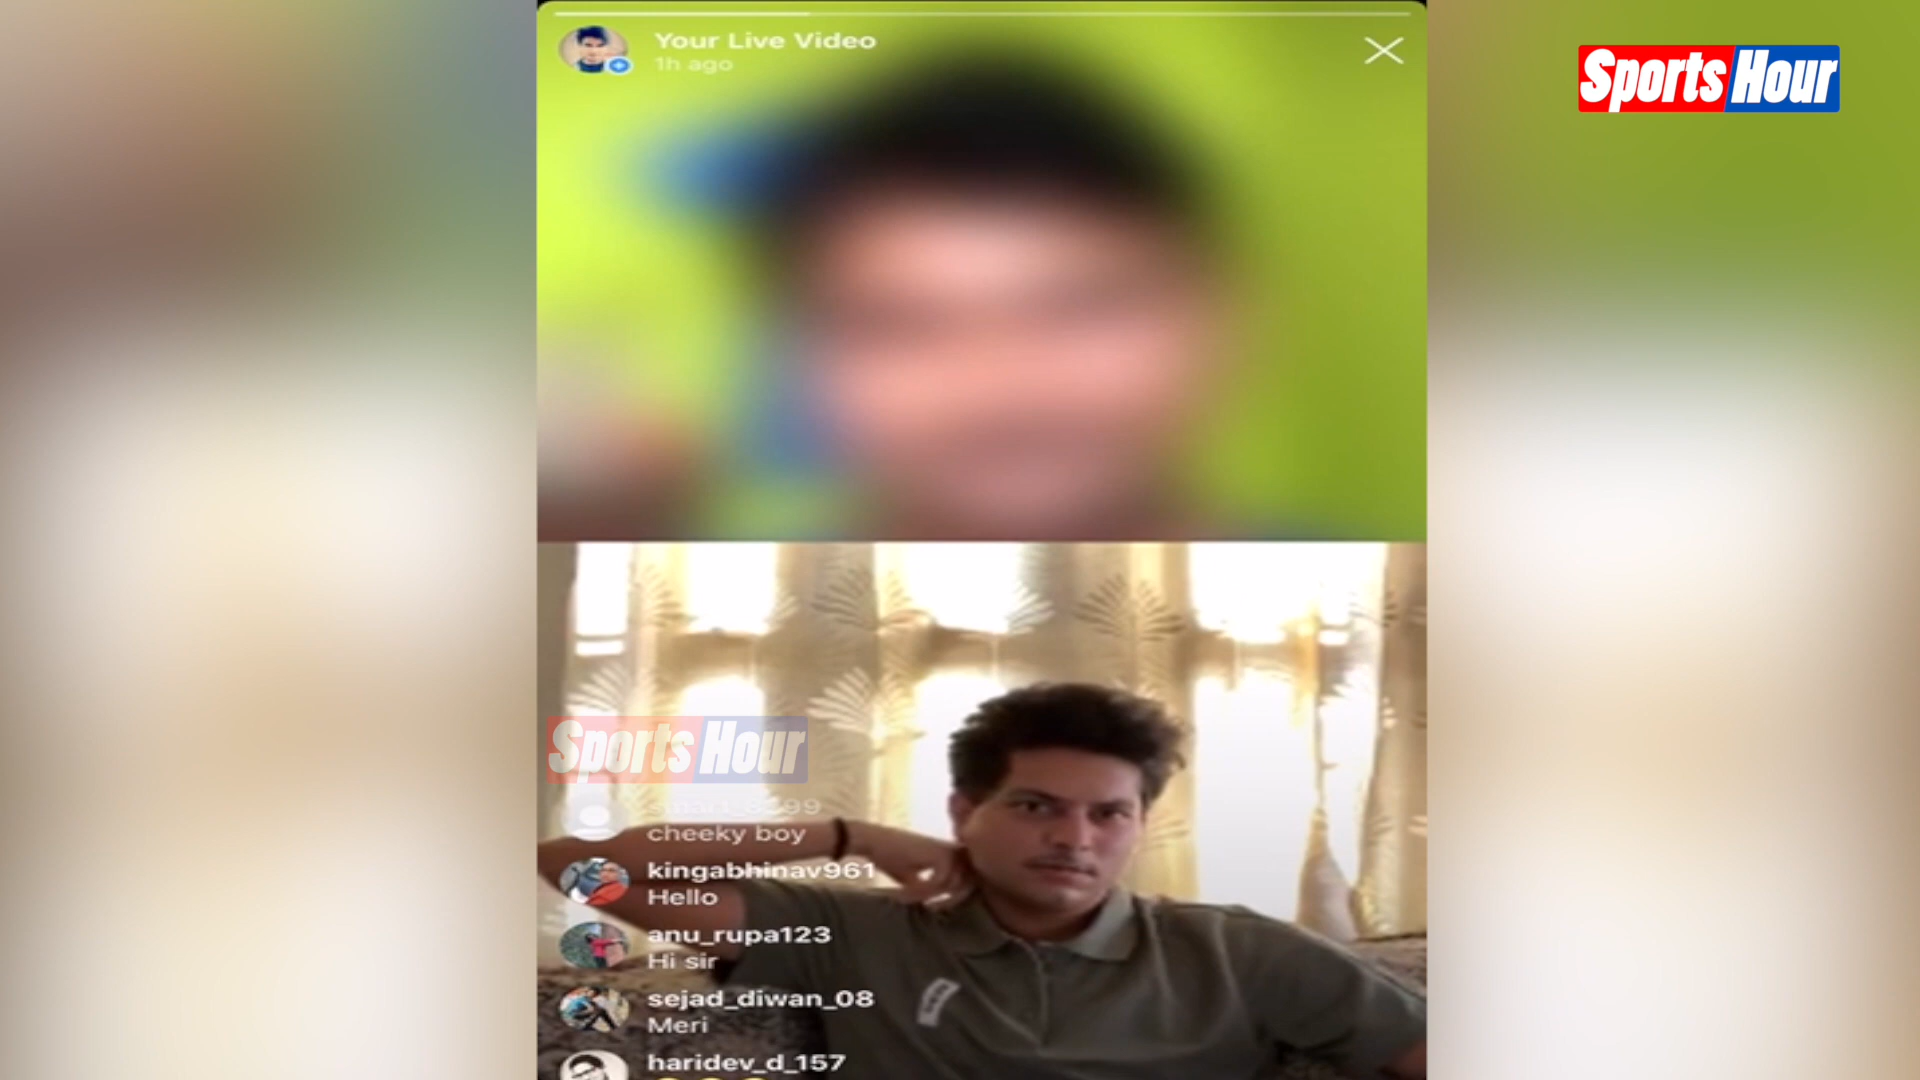 Your Live Video
1h ago
Sports Hour
Sports Hour
cheeky boy
kingabhinav961
Hello
anu_rupa123
Hi sir
sejad_diwan_08
Meri
haridev_d_157